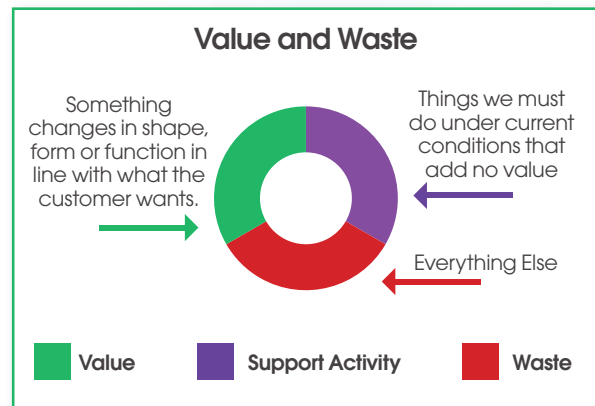 Value and Waste
Something
changes in shape,
form or function in
line with what the
customer wants.
Things we must
do under current
conditions that
add no value
Everything Else
Value
Support Activity
Waste